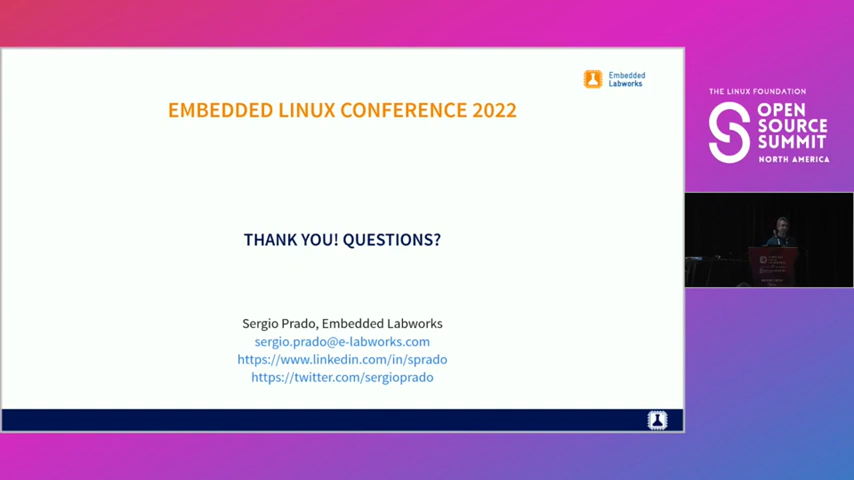 Embedded
Labworks
EMBEDDED LINUX CONFERENCE 2022
THANK YOU! QUESTIONS?
Sergio Prado, Embedded Labworks
sergio.prado@e-labworks.com
https://www.linkedin.com/in/sprado
https://twitter.com/sergioprado
THE LINUX FOUNDATION
OPEN
SOURCE
SUMMIT
NORTH AMERICA